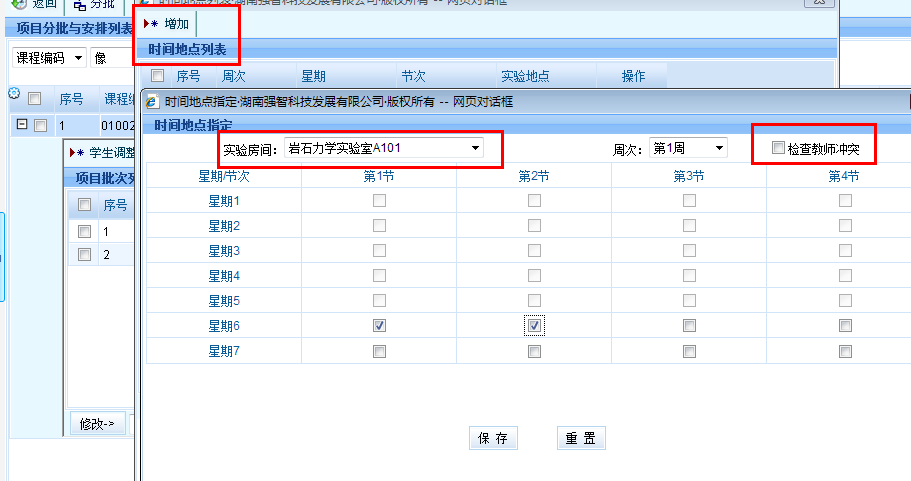 返回 分批
时间地点列表·湖南强智科技发展有限公司·版权所有 -- 网页对话框
项目分批与安排列表
增加
时间地点列表
课程编码 像
序号 周次 星期 节次 实验地点 操作
序号 课程编
1 01002
学生调整
项目批次列
序号
1
2
修改->
时间地点指定·湖南强智科技发展有限公司·版权所有 -- 网页对话框
时间地点指定
实验房间： 岩石力学实验室A101 周次： 第1周 检查教师冲突
星期/节次 第1节 第2节 第3节 第4节
星期1
星期2
星期3
星期4
星期5
星期6
星期7
保 存 重 置